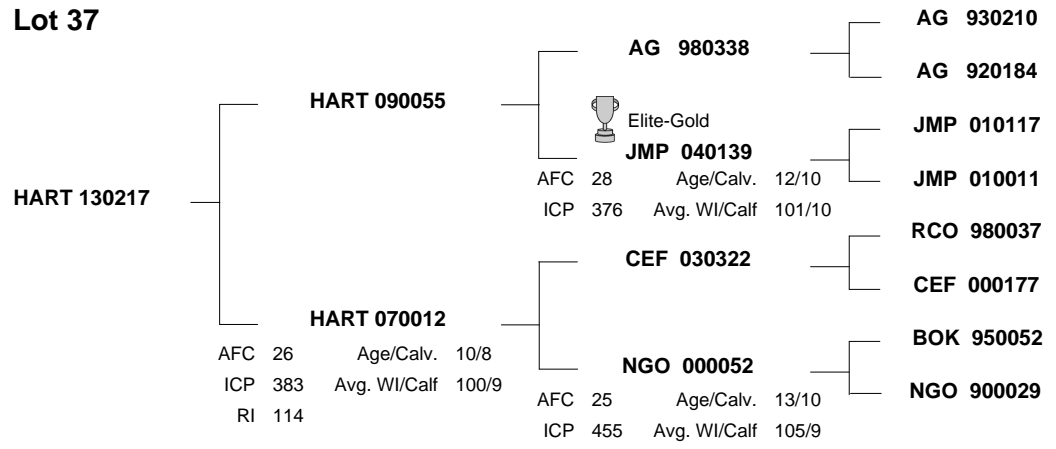 Lot 37
AG 930210
AG 980338
AG 920184
HART 090055
Elite-Gold
JMP 010117
JMP 040139
AFC 28 Age/Calv. 12/10
JMP 010011
ICP 376 Avg. WI/Calf 101/10
HART 130217
RCO 980037
CEF 030322
CEF 000177
HART 070012
BOK 950052
AFC 26 Age/Calv. 10/8
NGO 000052
ICP 383 Avg. WI/Calf 100/9
NGO 900029
AFC 25 Age/Calv. 13/10
RI 114
ICP 455 Avg. WI/Calf 105/9